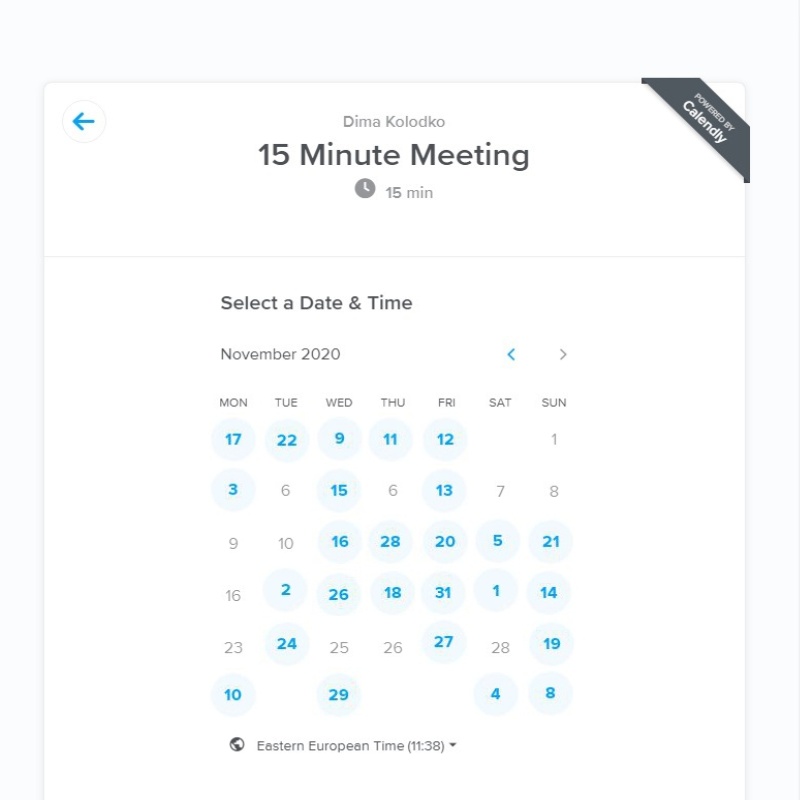 POWERED BY
Calendly
Dima Kolodko
15 Minute Meeting
15 min
Select a Date & Time
November 2020
MON TUE WED THU FRI SAT SUN
17 22 9 11 12 1
3 6 15 6 13 7 8
9 10 16 28 20 5 21
16 2 26 18 31 1 14
23 24 25 26 27 28 19
10 29 4 8
Eastern European Time (11:38)